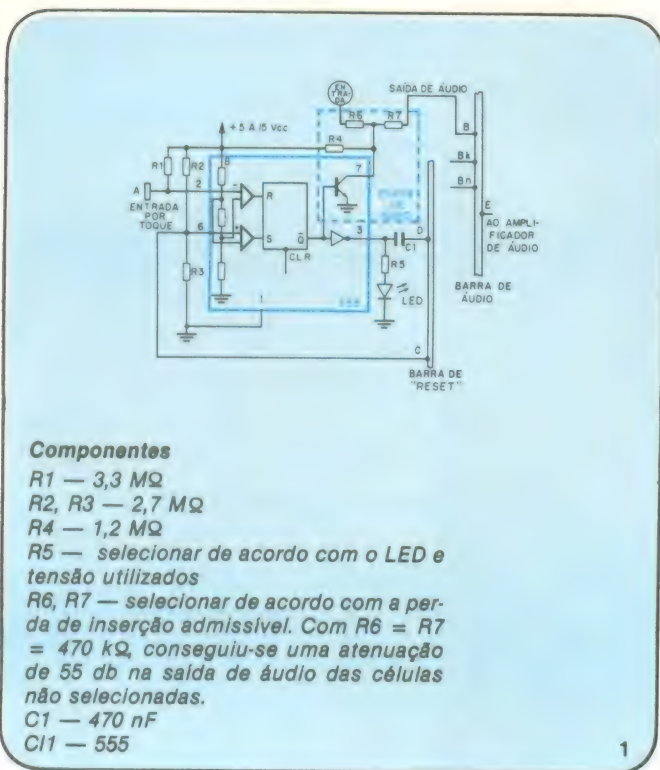 EN
TRA-
DA
SAÍDA DE ÁUDIO
R6
R7
+5 A 15 Vcc
R4
B
R1
R2
8
7
Bk
A
2
R
Bn
ENTRADA
POR
TOQUE
E
AO AMPLI-
FICADOR
DE ÁUDIO
6
S
Q̄
3
D
CLR
C1
R3
R5
BARRA DE
ÁUDIO
LED
1
555
C
BARRA DE
"RESET"
Componentes
R1 — 3,3 MΩ
R2, R3 — 2,7 MΩ
R4 — 1,2 MΩ
R5 — selecionar de acordo com o LED e
tensão utilizados
R6, R7 — selecionar de acordo com a per-
da de inserção admissível. Com R6 = R7
= 470 kΩ, conseguiu-se uma atenuação
de 55 db na saída de áudio das células
não selecionadas.
C1 — 470 nF
CI1 — 555
1